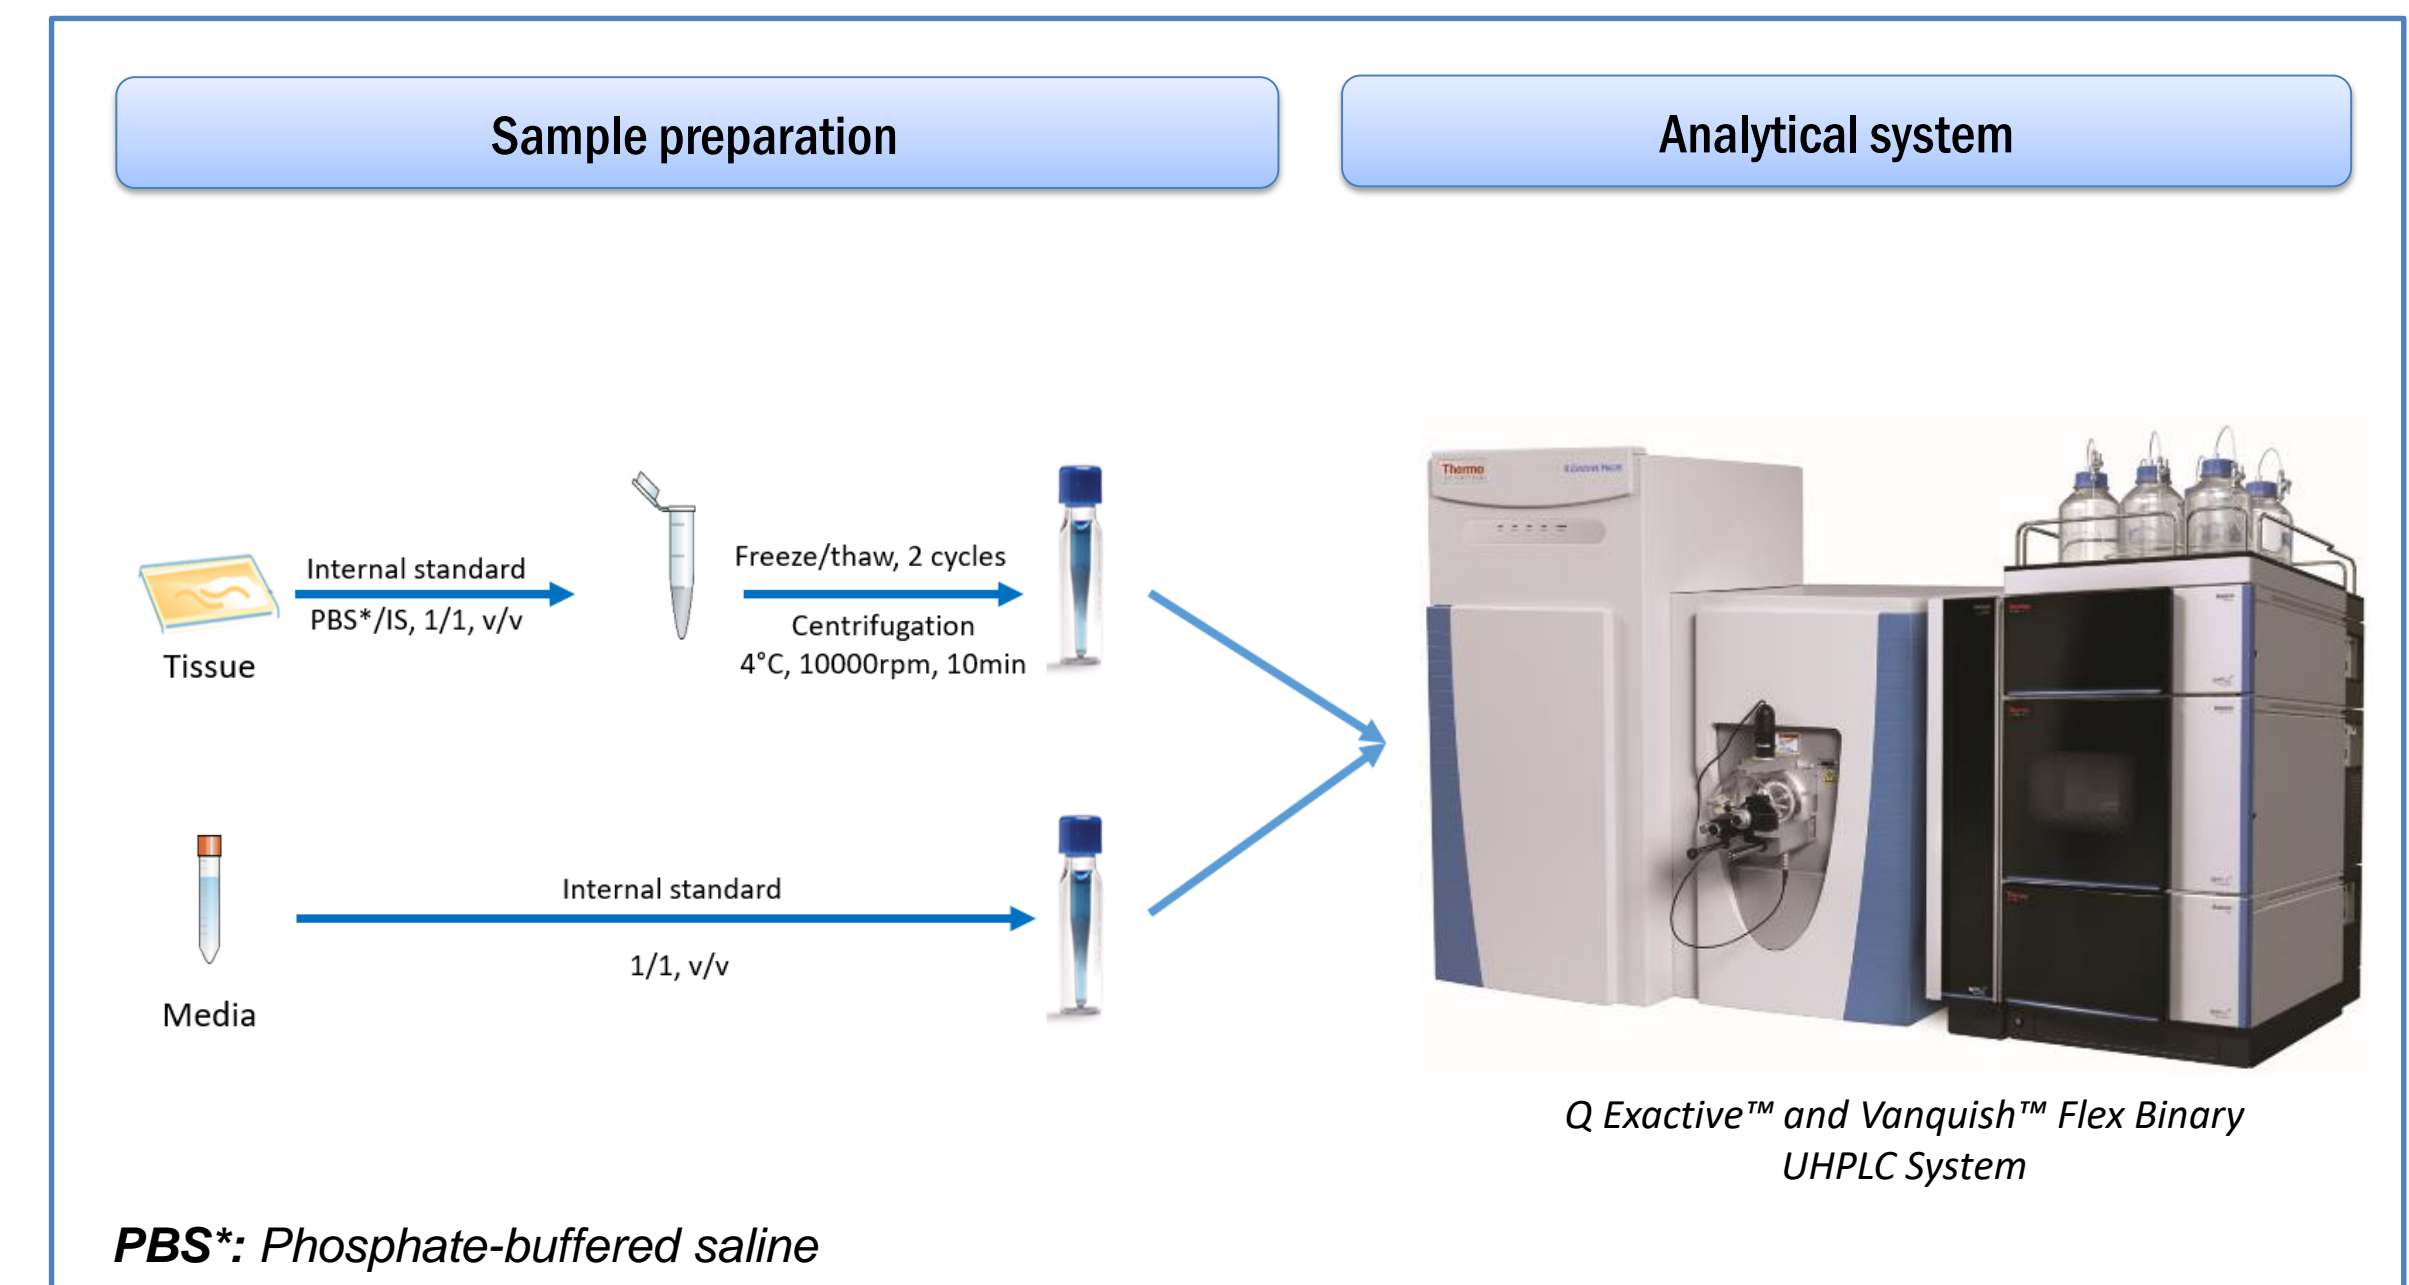 Sample preparation
Analytical system
Internal standard
PBS*/IS, 1/1, v/v
Tissue
Freeze/thaw, 2 cycles
Centrifugation
4°C, 10000rpm, 10min
Internal standard
1/1, v/v
Media
Thermo
Q Exactive™ and Vanquish™ Flex Binary
UHPLC System
PBS*: Phosphate-buffered saline